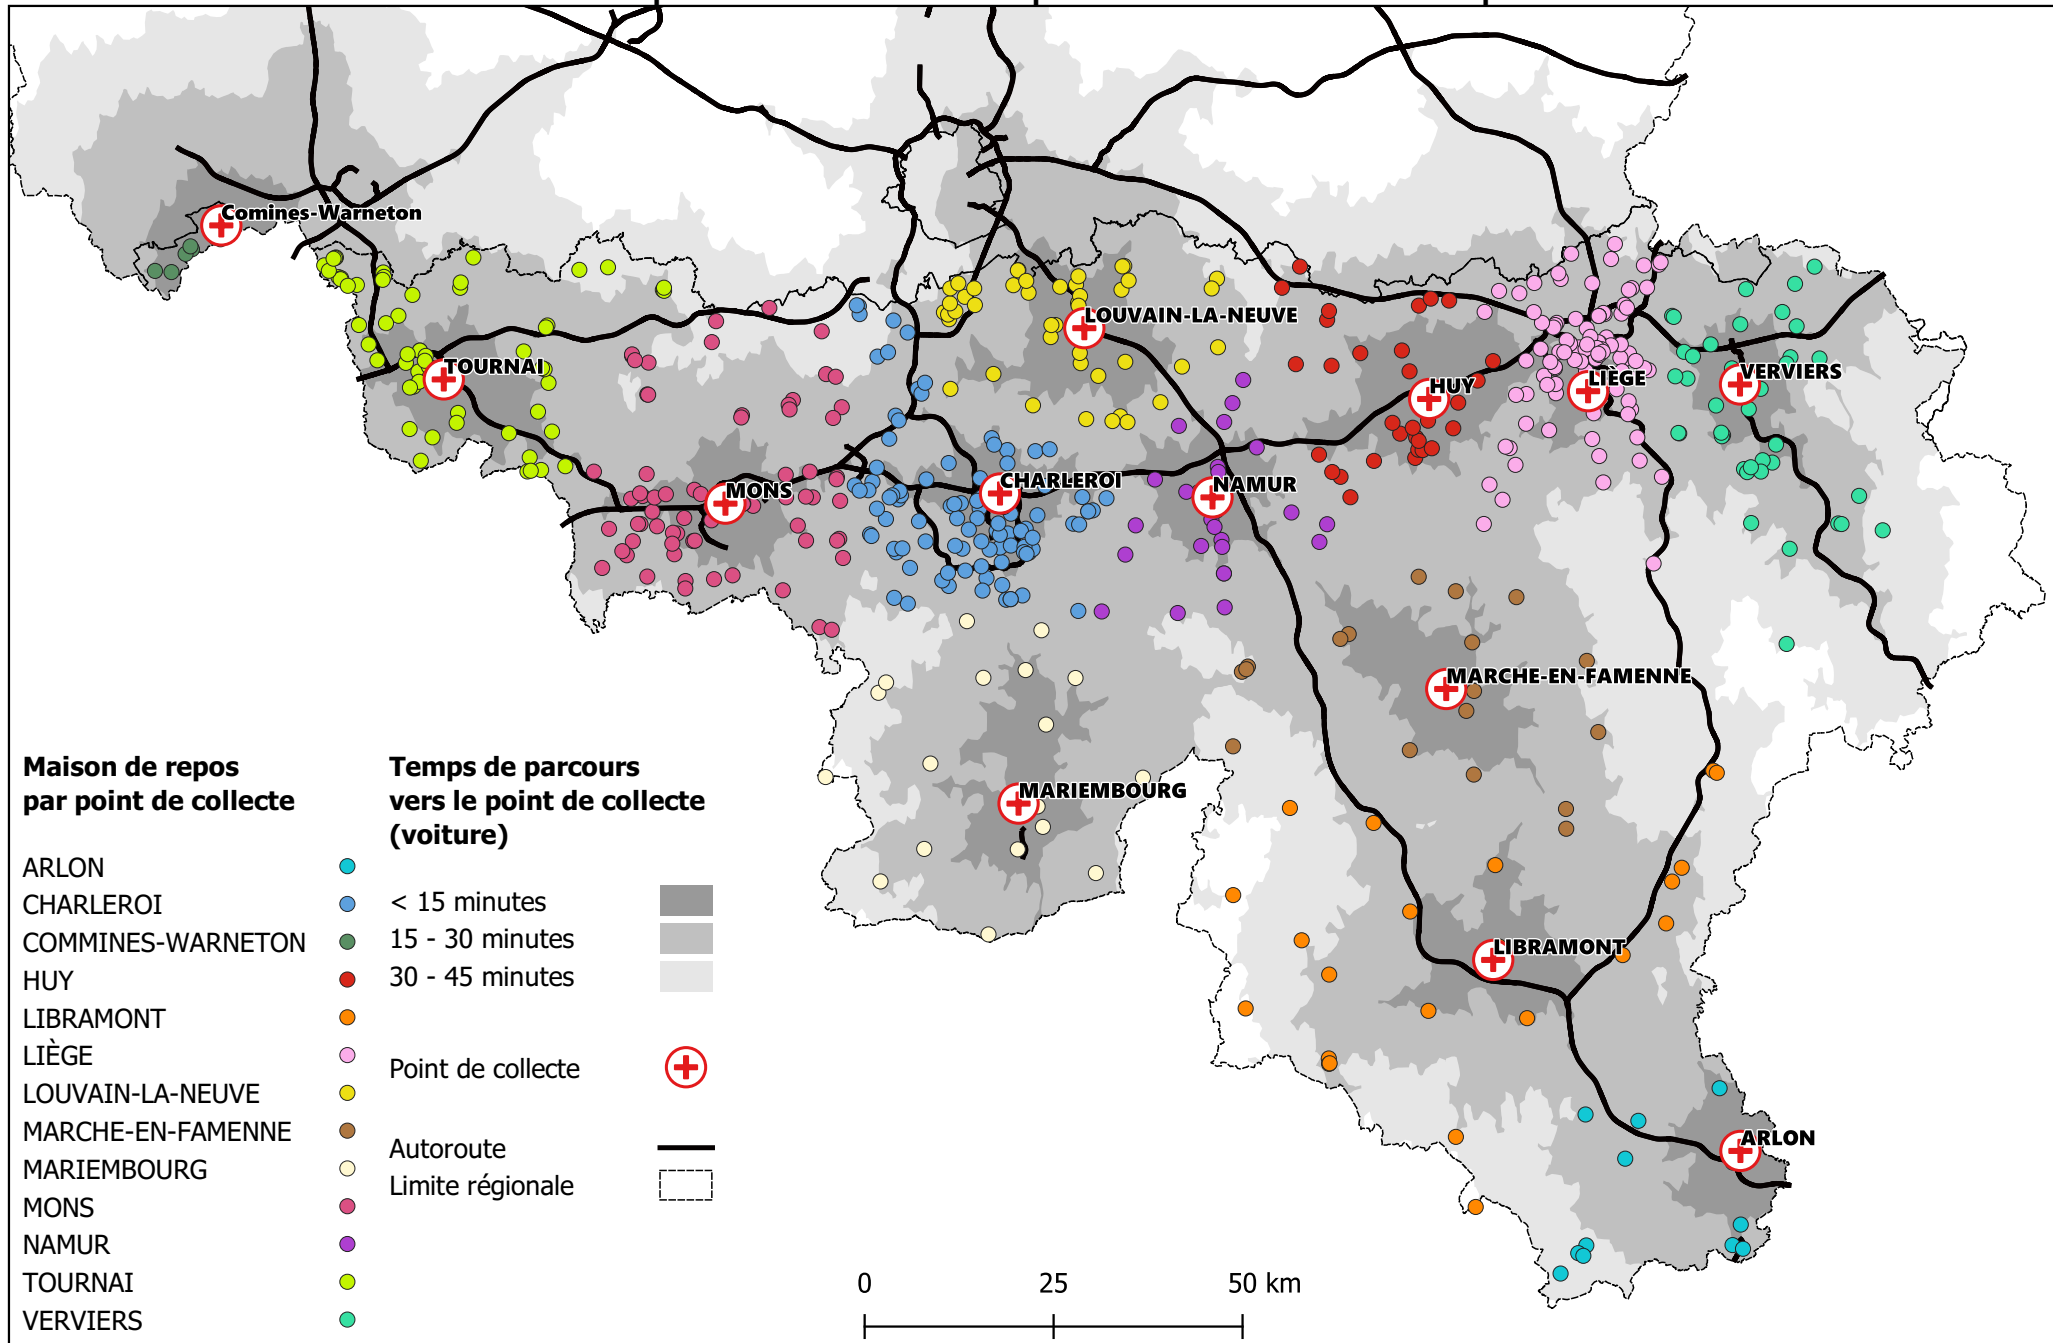 Comines-Warneton
LOUVAIN-LA-NEUVE
TOURNAI
HUY
LIEGE
VERVIERS
MONS
CHARLEROI
NAMUR
MARCHE-EN-FAMENNE
MARIEMBOURG
LIBRAMONT
ARLON
Maison de repos
par point de collecte
ARLON
CHARLEROI
COMMINES-WARNETON
HUY
LIBRAMONT
LIÈGE
LOUVAIN-LA-NEUVE
MARCHE-EN-FAMENNE
MARIEMBOURG
MONS
NAMUR
TOURNAI
VERVIERS
Temps de parcours
vers le point de collecte
(voiture)
< 15 minutes
15 - 30 minutes
30 - 45 minutes
Point de collecte
Autoroute
Limite régionale
0 25 50 km